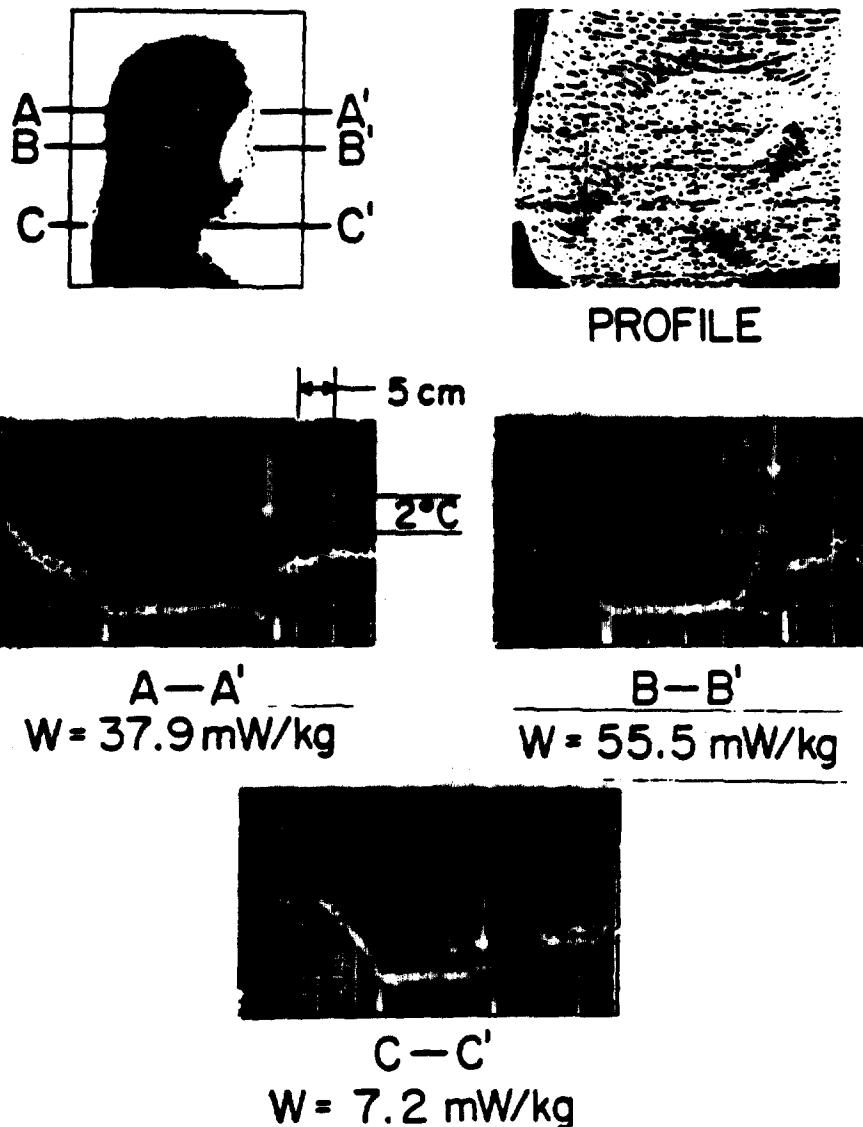 A A'
B B'
C C'
PROFILE
5 cm
2°C
A—A'
W = 37.9 mW/kg
B—B'
W = 55.5 mW/kg
C—C'
W = 7.2 mW/kg